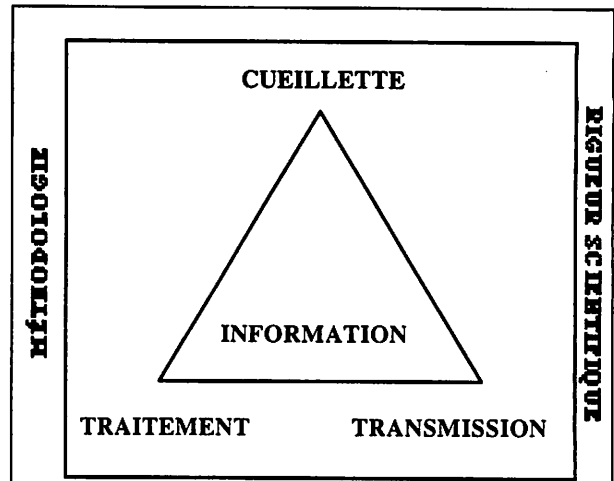 CUEILLETTE
MÉTHODOLOGIE
RIGUEUR SCIENTIFIQUE
INFORMATION
TRAITEMENT
TRANSMISSION